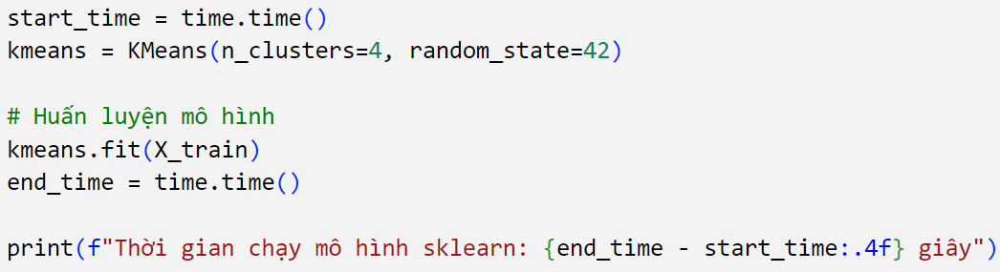 start_time = time.time()
kmeans = KMeans(n_clusters=4, random_state=42)
# Huấn luyện mô hình
kmeans.fit(X_train)
end_time = time.time()
print(f"Thời gian chạy mô hình sklearn: {end_time - start_time:.4f} giây")